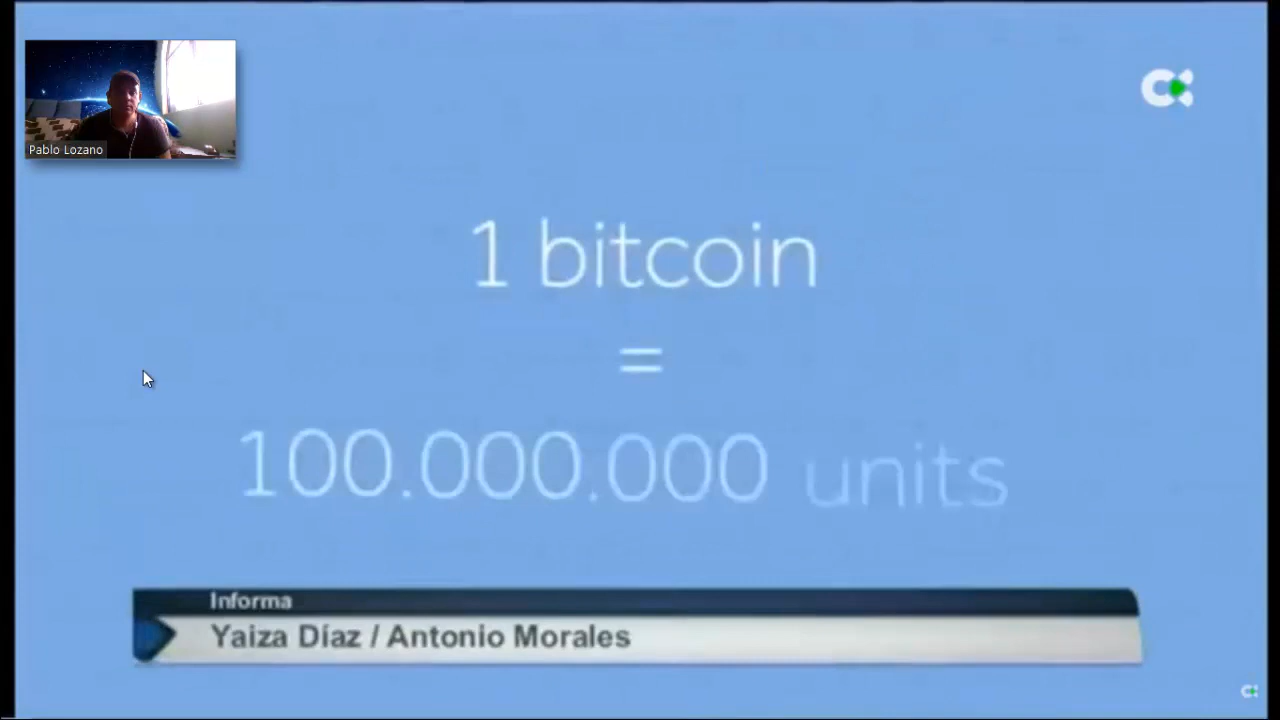 Pablo Lozano
1 bitcoin
=
100.000.000 units
Informa
Yaiza Díaz / Antonio Morales